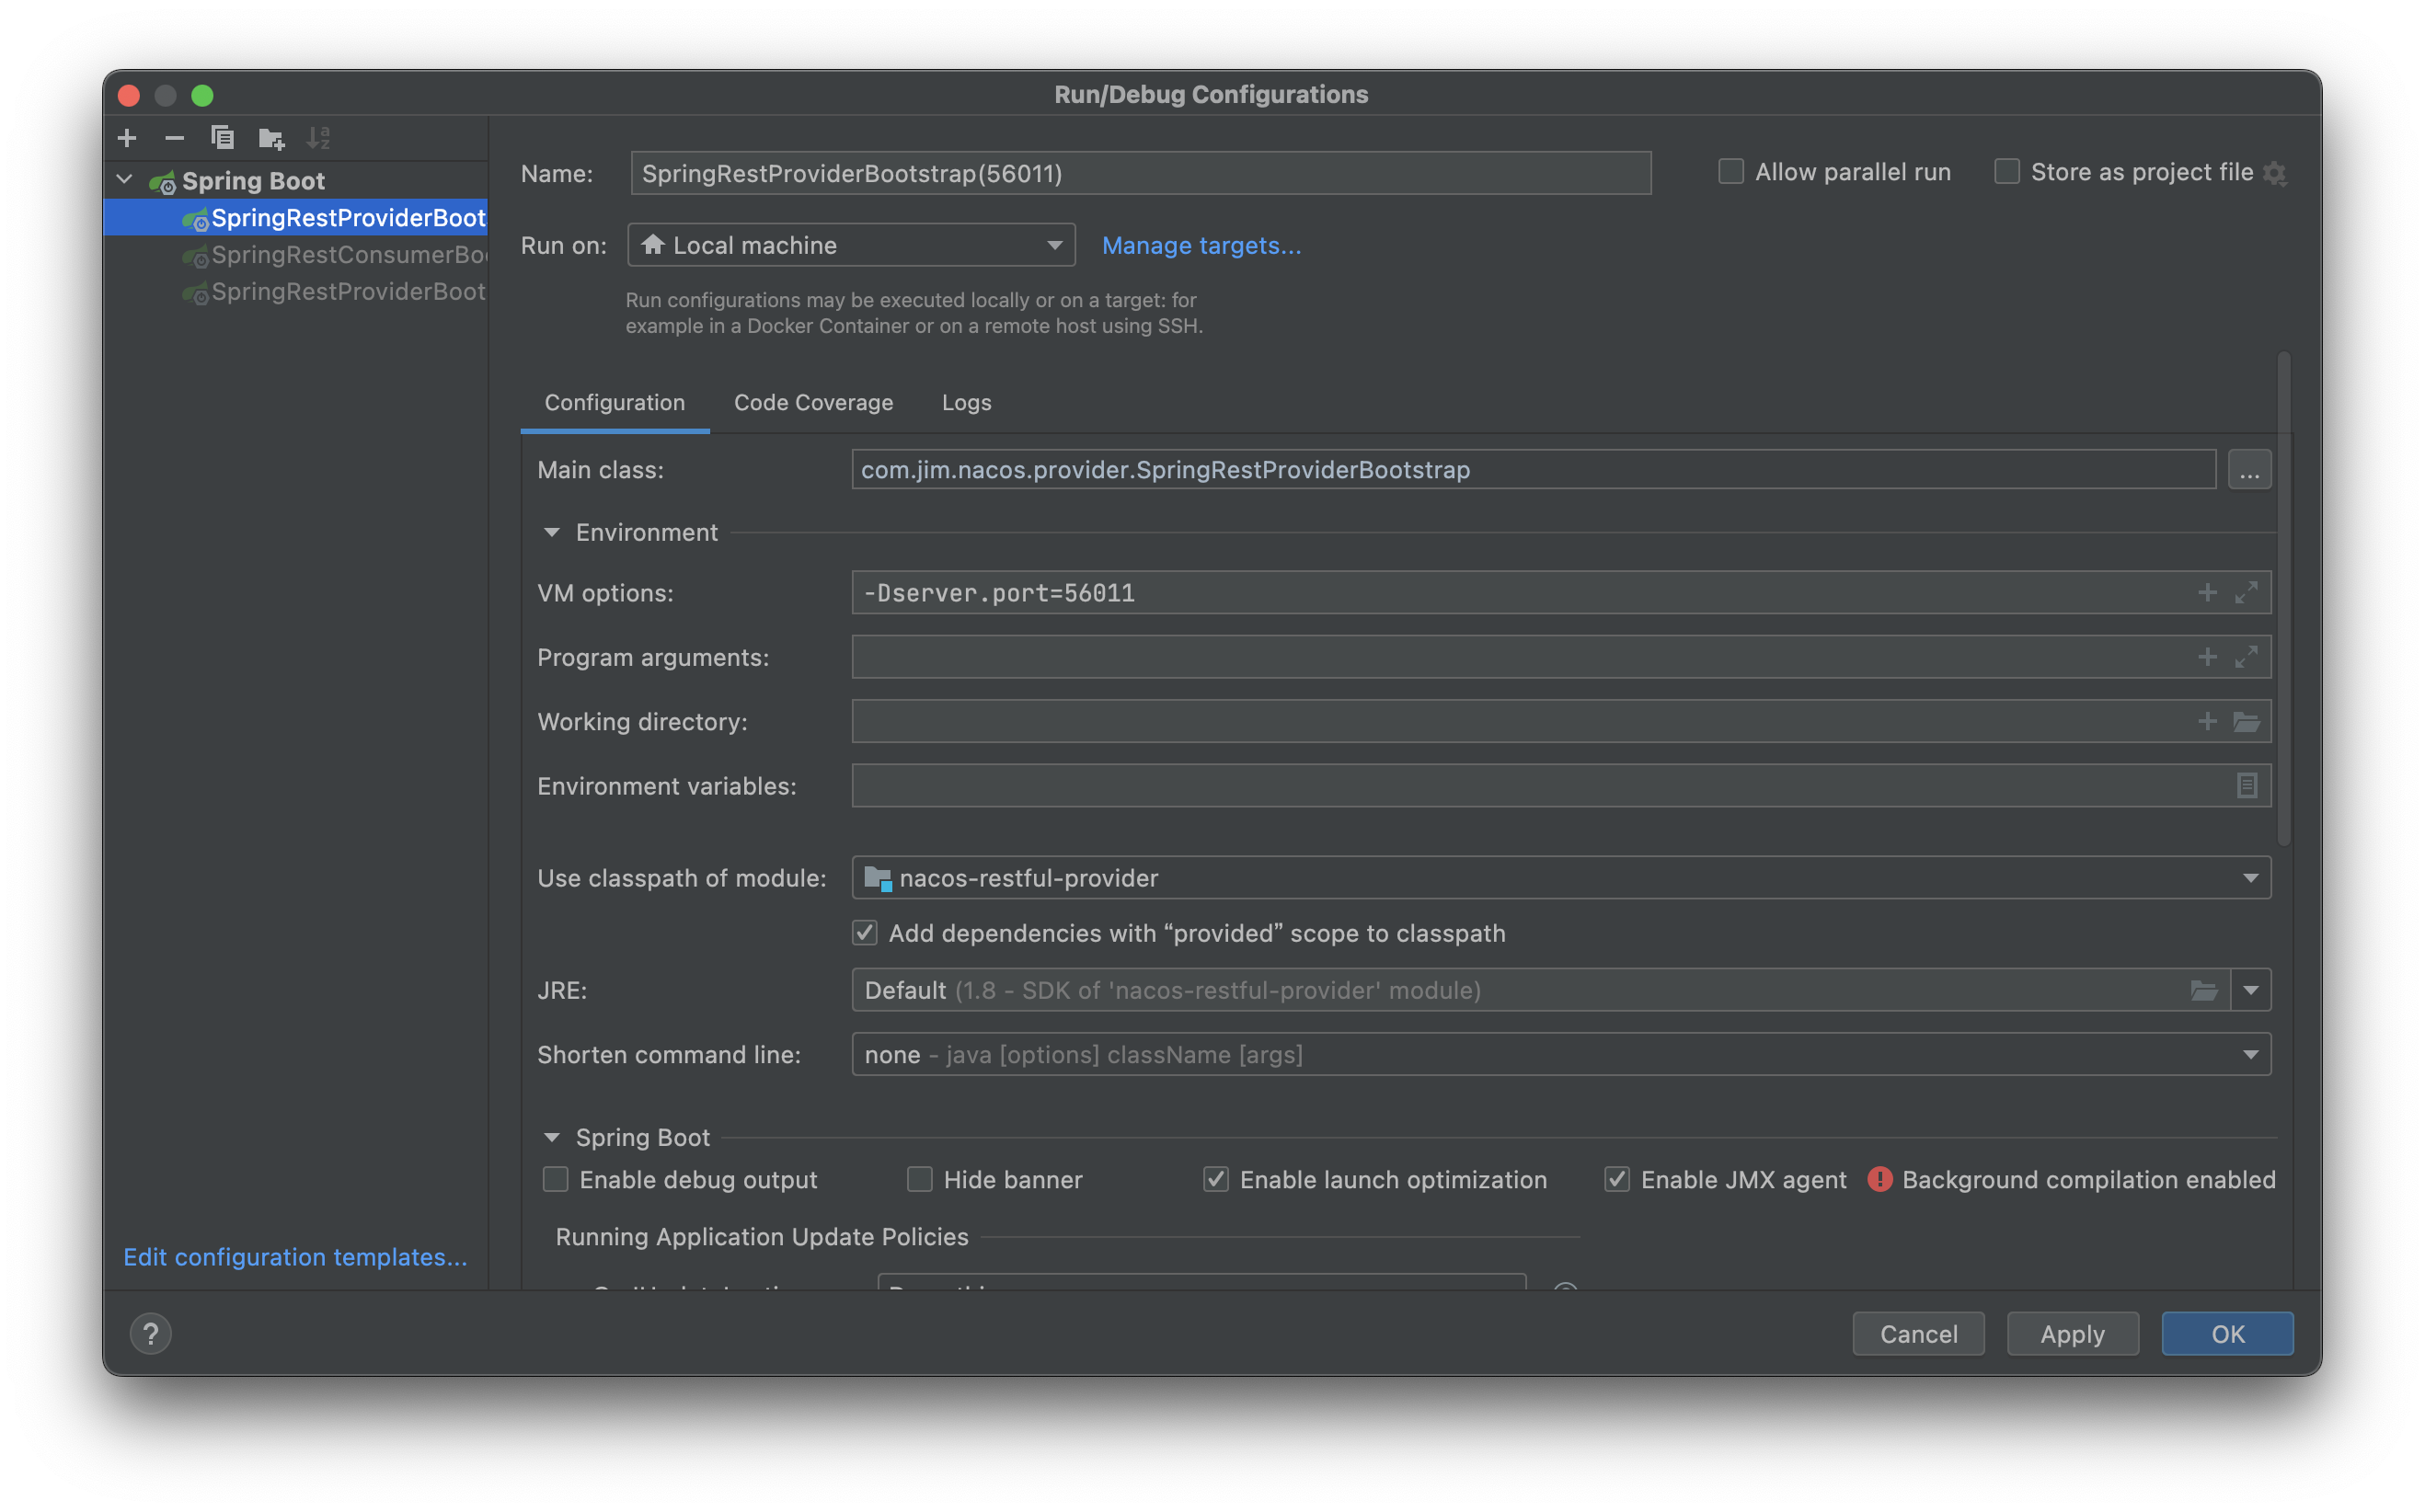 Run/Debug Configurations
Spring Boot
SpringRestProviderBoot
SpringRestConsumerBo
SpringRestProviderBoot
Edit configuration templates...
Name: SpringRestProviderBootstrap(56011)
Allow parallel run
Store as project file
Run on: Local machine
Manage targets...
Run configurations may be executed locally or on a target: for
example in a Docker Container or on a remote host using SSH.
Configuration
Code Coverage
Logs
Main class: com.jim.nacos.provider.SpringRestProviderBootstrap
...
Environment
VM options: -Dserver.port=56011
Program arguments:
Working directory:
Environment variables:
Use classpath of module: nacos-restful-provider
Add dependencies with “provided” scope to classpath
JRE: Default (1.8 - SDK of 'nacos-restful-provider' module)
Shorten command line: none - java [options] className [args]
Spring Boot
Enable debug output
Hide banner
Enable launch optimization
Enable JMX agent
Background compilation enabled
Running Application Update Policies
?
Cancel
Apply
OK